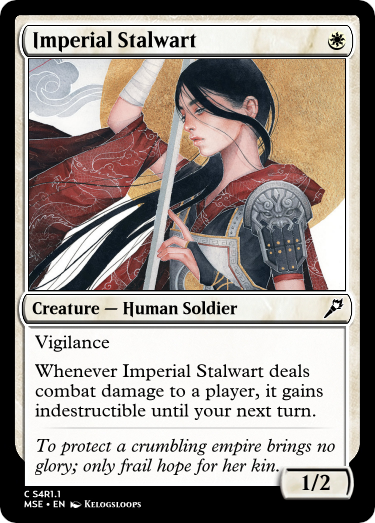 Imperial Stalwart
Creature — Human Soldier
Vigilance
Whenever Imperial Stalwart deals
combat damage to a player, it gains
indestructible until your next turn.
To protect a crumbling empire brings no
glory; only frail hope for her kin.
1/2
C S4R1.1
MSE • EN Kelogsloops